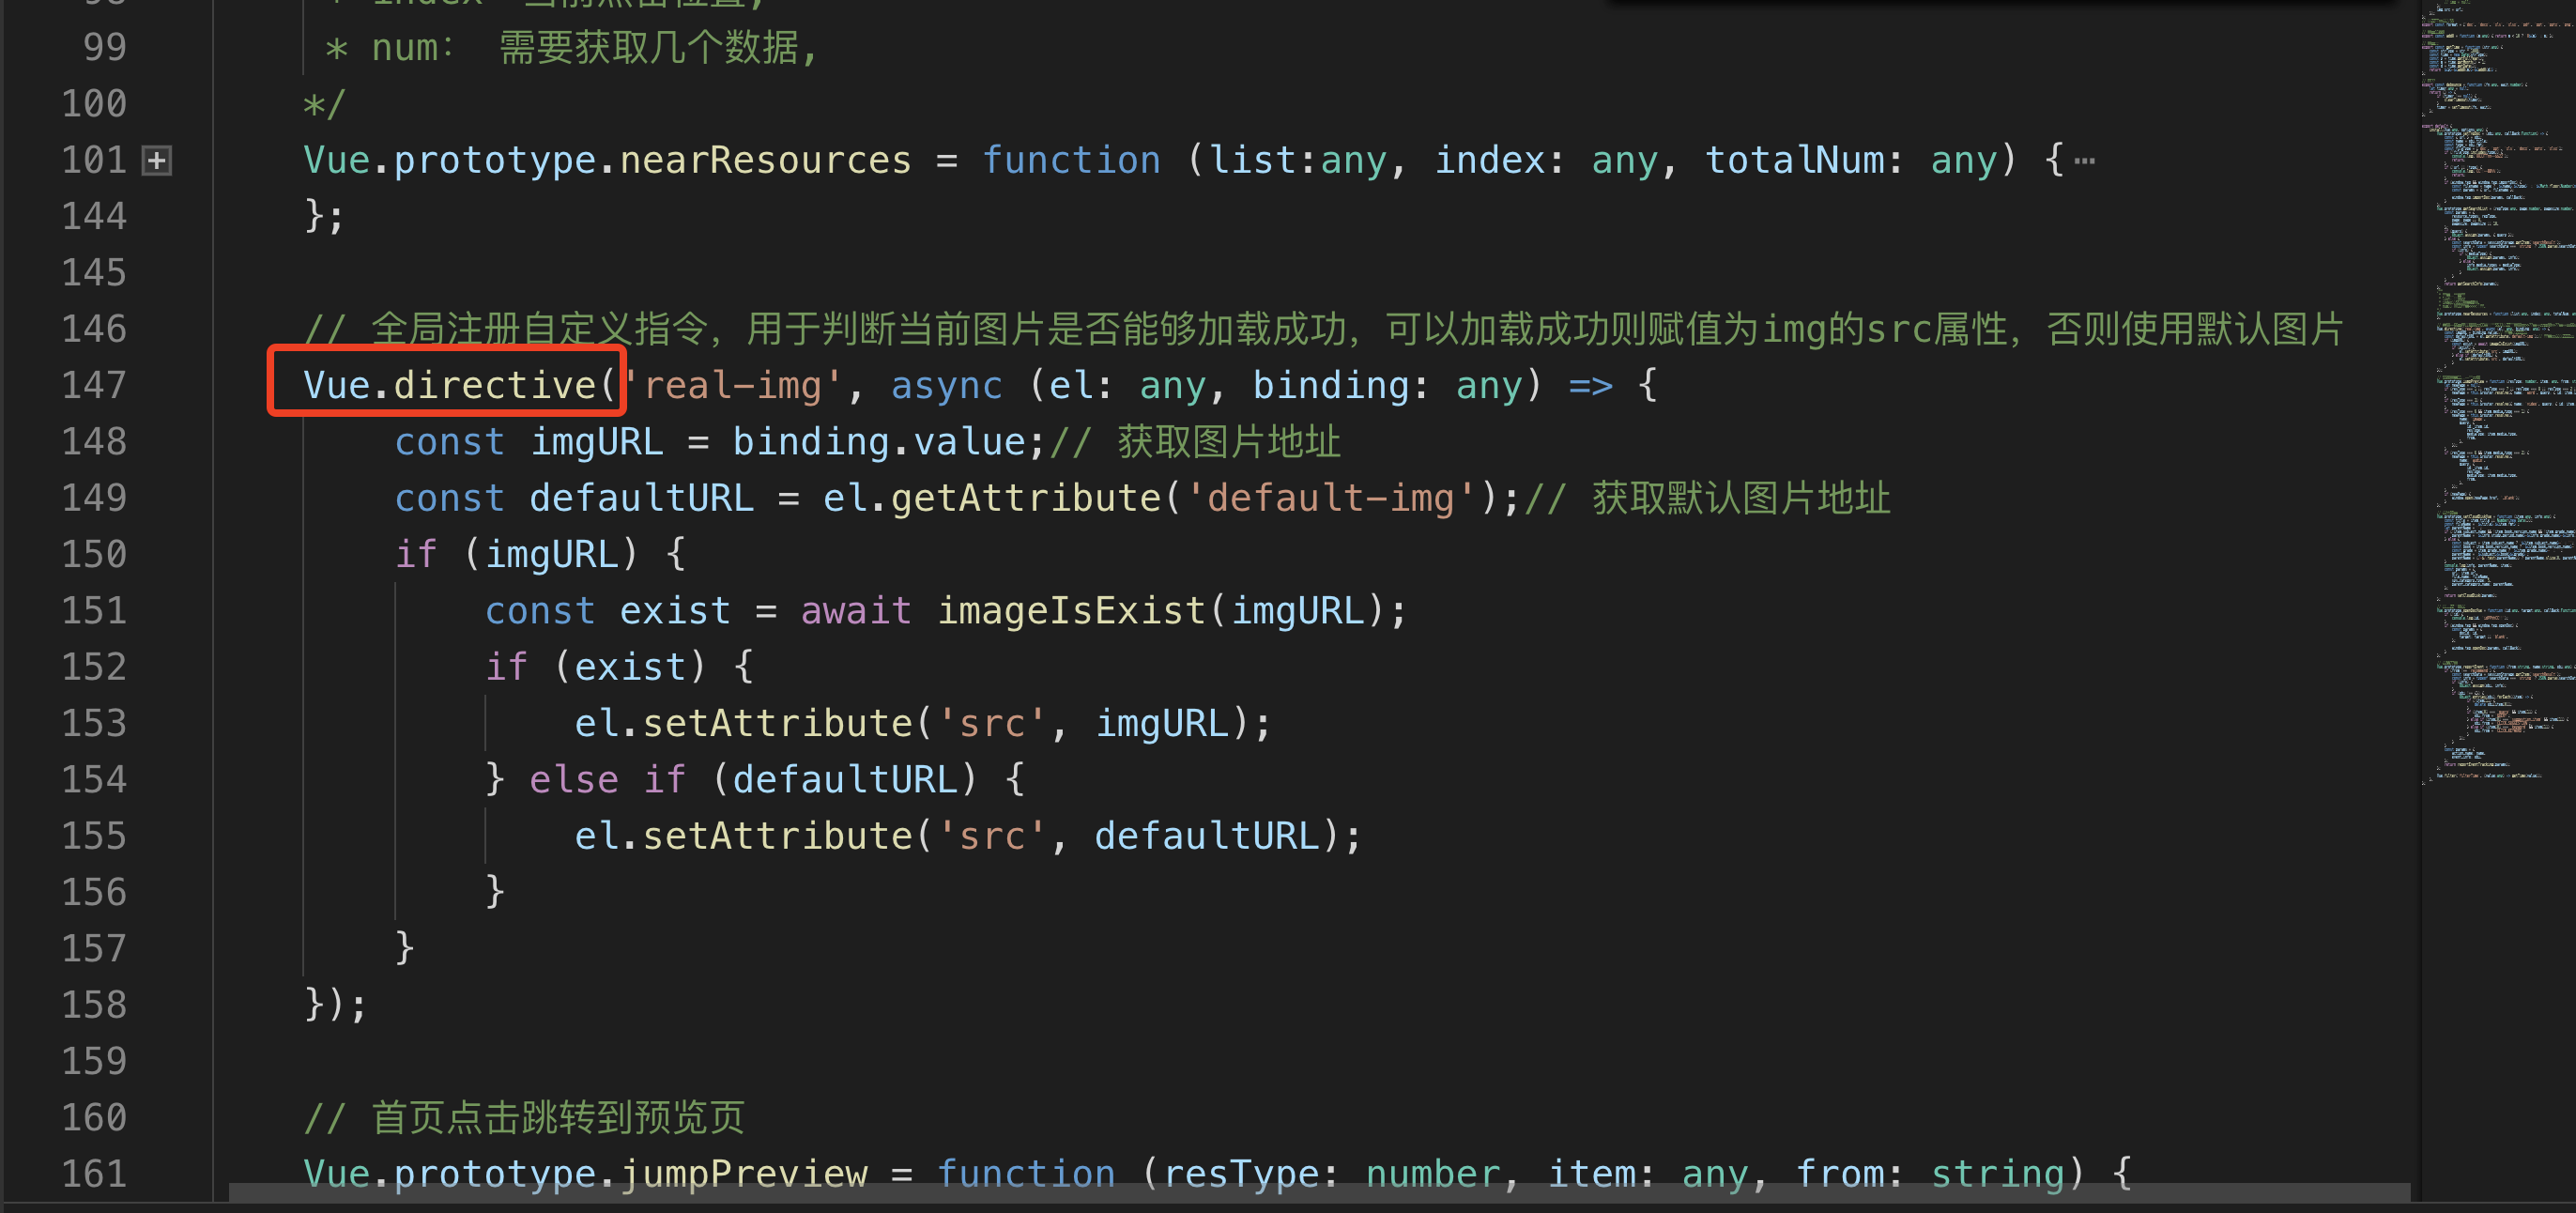 99 * num： 需要获取几个数据,
100 */
101 Vue.prototype.nearResources = function (list:any, index: any, totalNum: any) {⋯
144 };
145
146 // 全局注册自定义指令，用于判断当前图片是否能够加载成功，可以加载成功则赋值为img的src属性，否则使用默认图片
147 Vue.directive('real-img', async (el: any, binding: any) => {
148 const imgURL = binding.value;// 获取图片地址
149 const defaultURL = el.getAttribute('default-img');// 获取默认图片地址
150 if (imgURL) {
151 const exist = await imageIsExist(imgURL);
152 if (exist) {
153 el.setAttribute('src', imgURL);
154 } else if (defaultURL) {
155 el.setAttribute('src', defaultURL);
156 }
157 }
158 });
159
160 // 首页点击跳转到预览页
161 Vue.prototype.jumpPreview = function (resType: number, item: any, from: string) {